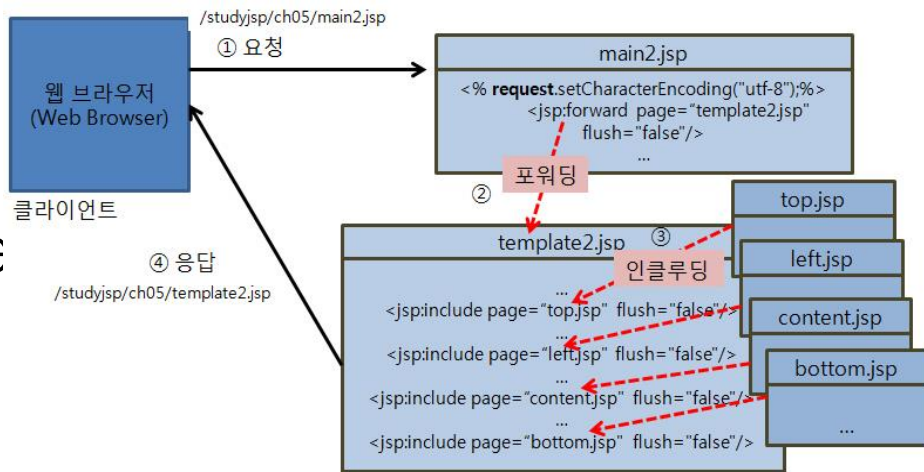 /studyjsp/ch05/main2.jsp
① 요청
웹 브라우저
(Web Browser)
클라이언트
main2.jsp
<% request.setCharacterEncoding("utf-8");%>
<jsp:forward page="template2.jsp"
flush="false"/>
...
②
포워딩
④ 응답
/studyjsp/ch05/template2.jsp
template2.jsp
③
인클루딩
...
<jsp:include page="top.jsp" flush="false"/>
...
<jsp:include page="left.jsp" flush="false"/>
...
<jsp:include page="content.jsp" flush="false"/>
...
<jsp:include page="bottom.jsp" flush="false"/>
top.jsp
left.jsp
content.jsp
bottom.jsp
...